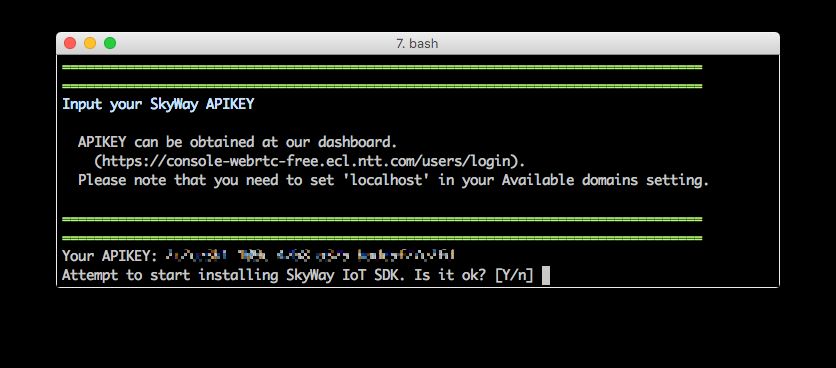 7. bash
Input your SkyWay APIKEY
APIKEY can be obtained at our dashboard.
(https://console-webrtc-free.ecl.ntt.com/users/login).
Please note that you need to set 'localhost' in your Available domains setting.
Your APIKEY:
Attempt to start installing SkyWay IoT SDK. Is it ok? [Y/n]